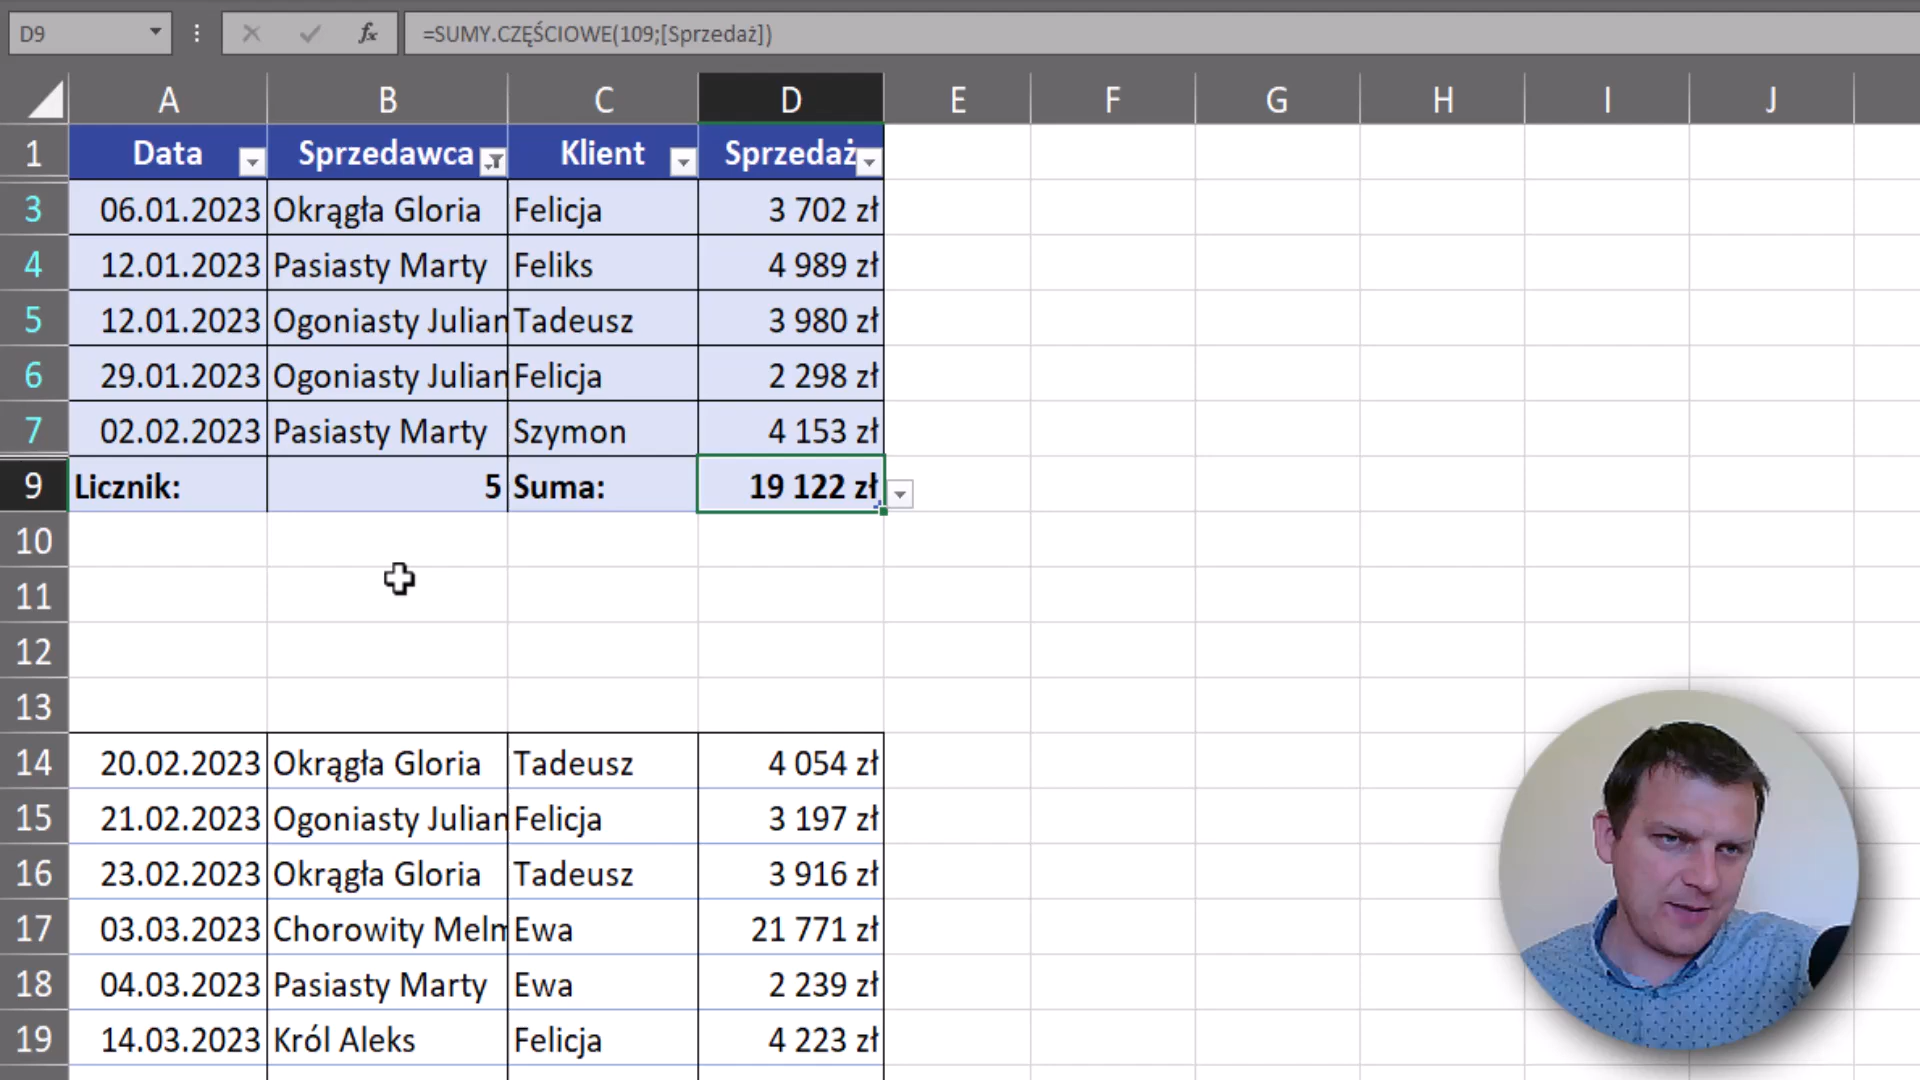 D9 fx =SUMY.CZĘŚCIOWE(109;[Sprzedaż])
A B C D E F G H I J
1 Data Sprzedawca Klient Sprzedaż
3 06.01.2023 Okrągła Gloria Felicja 3 702 zł
4 12.01.2023 Pasiasty Marty Feliks 4 989 zł
5 12.01.2023 Ogoniasty Julian Tadeusz 3 980 zł
6 29.01.2023 Ogoniasty Julian Felicja 2 298 zł
7 02.02.2023 Pasiasty Marty Szymon 4 153 zł
9 Licznik: 5 Suma: 19 122 zł
10
11
12
13
14 20.02.2023 Okrągła Gloria Tadeusz 4 054 zł
15 21.02.2023 Ogoniasty Julian Felicja 3 197 zł
16 23.02.2023 Okrągła Gloria Tadeusz 3 916 zł
17 03.03.2023 Chorowity Melm Ewa 21 771 zł
18 04.03.2023 Pasiasty Marty Ewa 2 239 zł
19 14.03.2023 Król Aleks Felicja 4 223 zł